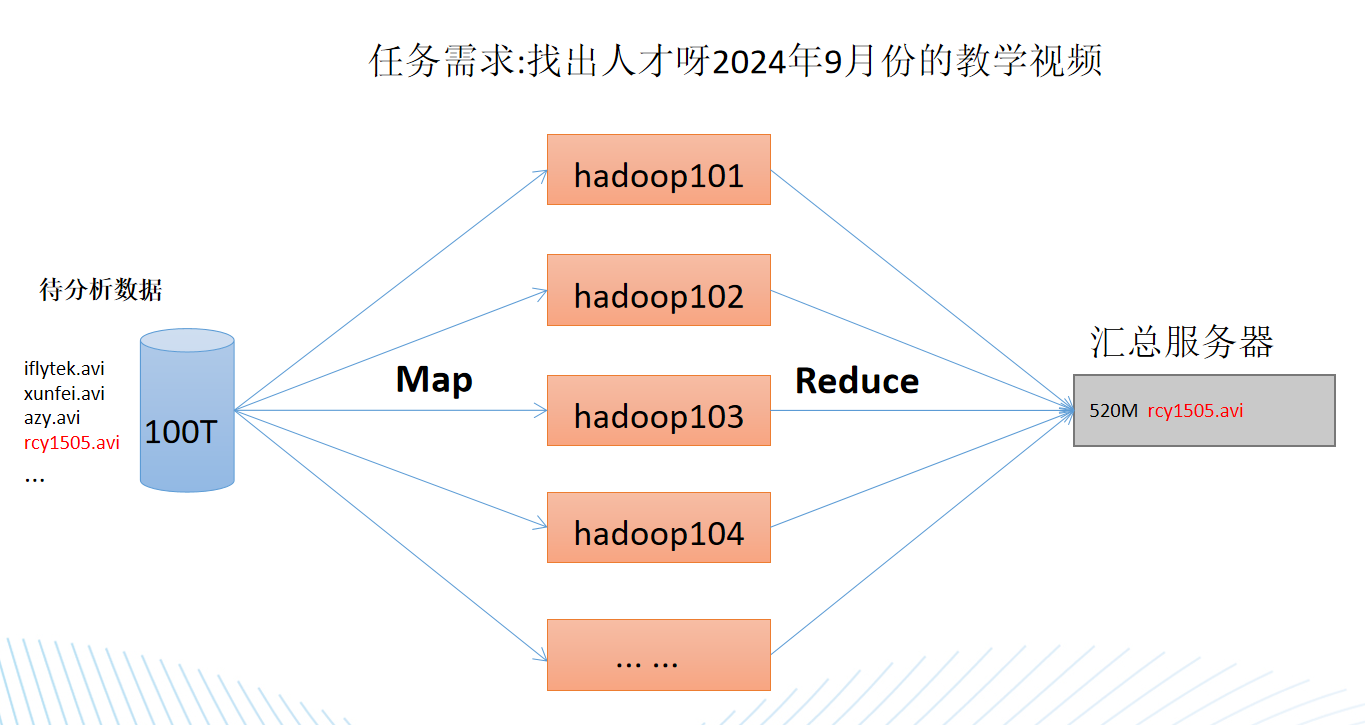 任务需求:找出人才呀2024年9月份的教学视频
待分析数据
iflytek.avi
xunfei.avi
azy.avi
rcy1505.avi
...
100T
Map
hadoop101
hadoop102
hadoop103
hadoop104
... ...
Reduce
汇总服务器
520M rcy1505.avi